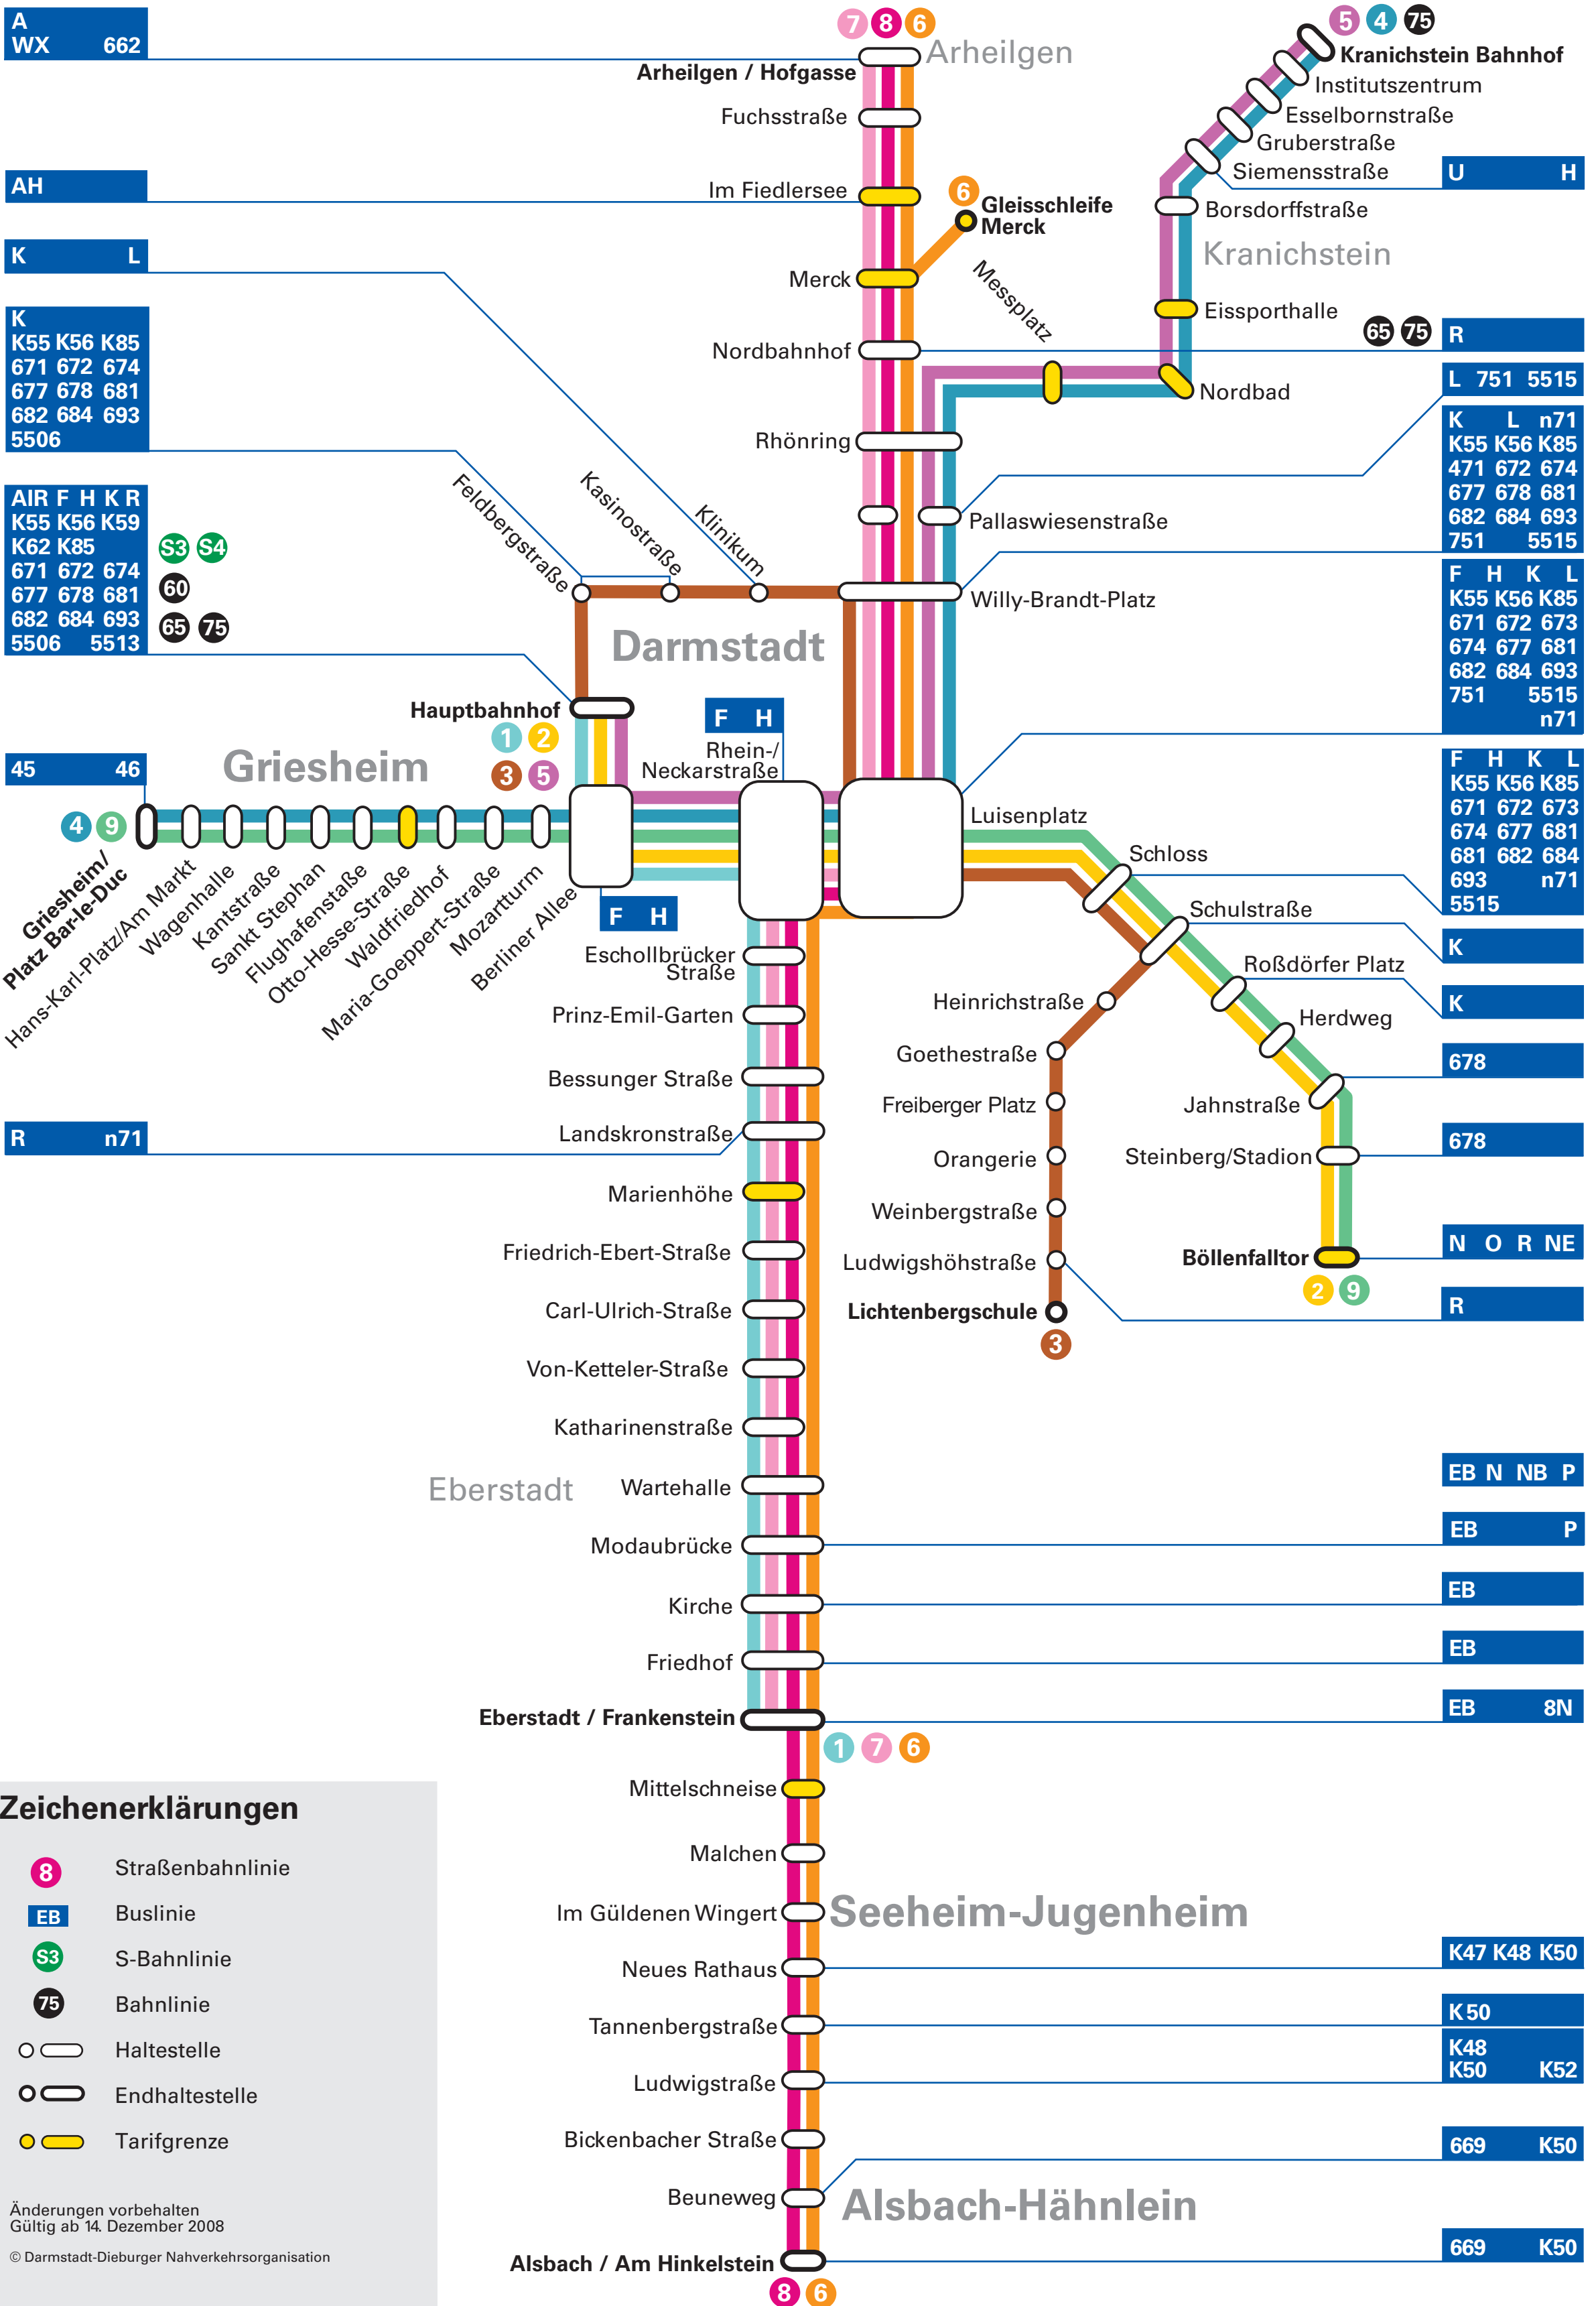 A
WX 662
AH
K L
K
K55 K56 K85
671 672 674
677 678 681
682 684 693
5506
AIR F H K R
K55 K56 K59
K62 K85
671 672 674
677 678 681
682 684 693
5506 5513
S3 S4
60
65 75
45 46
R n71
7 8 6
Arheilgen
Arheilgen / Hofgasse
Fuchsstraße
Im Fiedlersee
6
Gleisschleife
Merck
Merck
Messplatz
Nordbahnhof
Rhönring
Pallaswiesenstraße
Willy-Brandt-Platz
5 4 75
Kranichstein Bahnhof
Institutszentrum
Esselbornstraße
Gruberstraße
Siemensstraße
Borsdorffstraße
Kranichstein
Eissporthalle
Nordbad
65 75
Feldbergstraße
Kasinostraße
Klinikum
Darmstadt
Hauptbahnhof
1 2
3 5
F H
Rhein-/
Neckarstraße
Griesheim
4 9
Griesheim/
Platz Bar-le-Duc
Hans-Karl-Platz/Am Markt
Wagenhalle
Kantstraße
Sankt Stephan
Flughafenstaße
Otto-Hesse-Straße
Waldfriedhof
Maria-Goeppert-Straße
Mozartturm
Berliner Allee
F H
Luisenplatz
Schloss
Schulstraße
Roßdörfer Platz
Herdweg
Jahnstraße
Steinberg/Stadion
Böllenfalltor
2 9
Heinrichstraße
Goethestraße
Freiberger Platz
Orangerie
Weinbergstraße
Ludwigshöhstraße
Lichtenbergschule
3
Eschollbrücker
Straße
Prinz-Emil-Garten
Bessunger Straße
Landskronstraße
Marienhöhe
Friedrich-Ebert-Straße
Carl-Ulrich-Straße
Von-Ketteler-Straße
Katharinenstraße
Eberstadt
Wartehalle
Modaubrücke
Kirche
Friedhof
Eberstadt / Frankenstein
1 7 6
Mittelschneise
Malchen
Im Güldenen Wingert
Seeheim-Jugenheim
Neues Rathaus
Tannenbergstraße
Ludwigstraße
Bickenbacher Straße
Beuneweg
Alsbach-Hähnlein
Alsbach / Am Hinkelstein
8 6
U H
R
L 751 5515
K L n71
K55 K56 K85
471 672 674
677 678 681
682 684 693
751 5515
F H K L
K55 K56 K85
671 672 673
674 677 681
682 684 693
751 5515
n71
F H K L
K55 K56 K85
671 672 673
674 677 681
681 682 684
693 n71
5515
K
K
678
678
N O R NE
R
EB N NB P
EB P
EB
EB
EB 8N
K47 K48 K50
K50
K48
K50 K52
669 K50
669 K50
Zeichenerklärungen
8 Straßenbahnlinie
EB Buslinie
S3 S-Bahnlinie
75 Bahnlinie
Haltestelle
Endhaltestelle
Tarifgrenze
Änderungen vorbehalten
Gültig ab 14. Dezember 2008
© Darmstadt-Dieburger Nahverkehrsorganisation